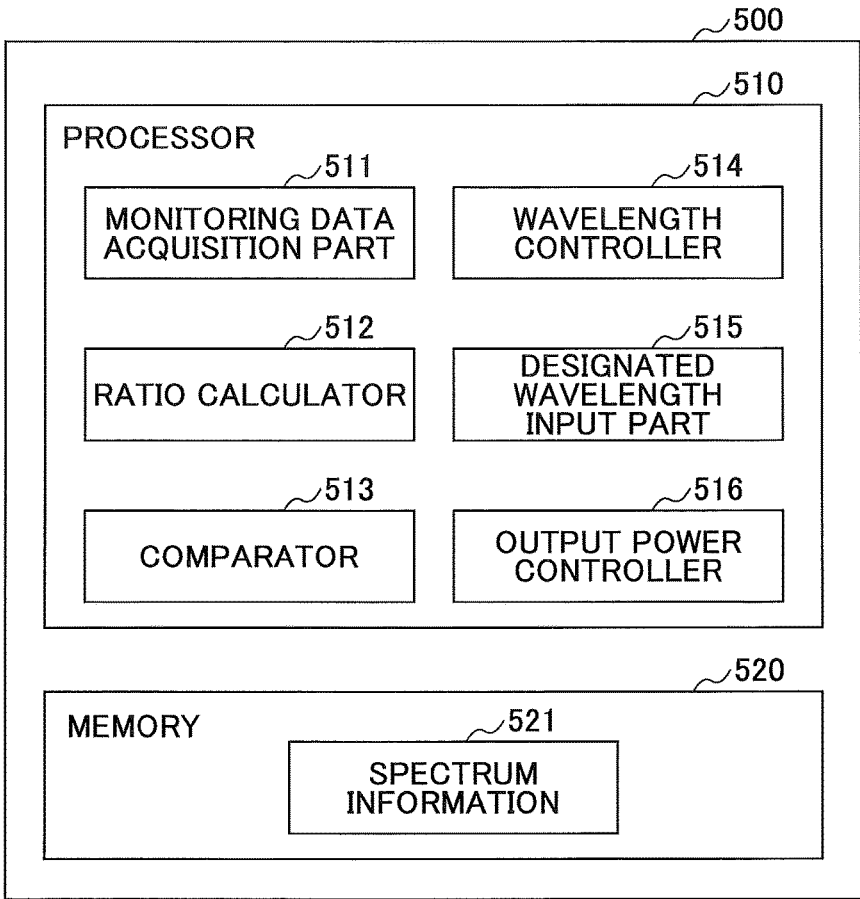 500
510
PROCESSOR
511
MONITORING DATA
ACQUISITION PART
514
WAVELENGTH
CONTROLLER
512
RATIO CALCULATOR
515
DESIGNATED
WAVELENGTH
INPUT PART
513
COMPARATOR
516
OUTPUT POWER
CONTROLLER
520
MEMORY
521
SPECTRUM
INFORMATION